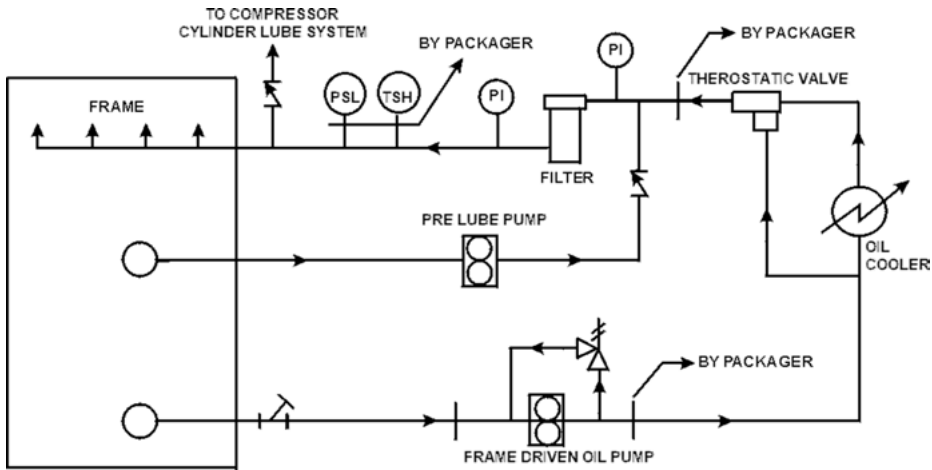 TO COMPRESSOR
CYLINDER LUBE SYSTEM
BY PACKAGER
PI
BY PACKAGER
THEROSTATIC VALVE
FRAME
PSL
TSH
PI
FILTER
PRE LUBE PUMP
OIL
COOLER
BY PACKAGER
FRAME DRIVEN OIL PUMP